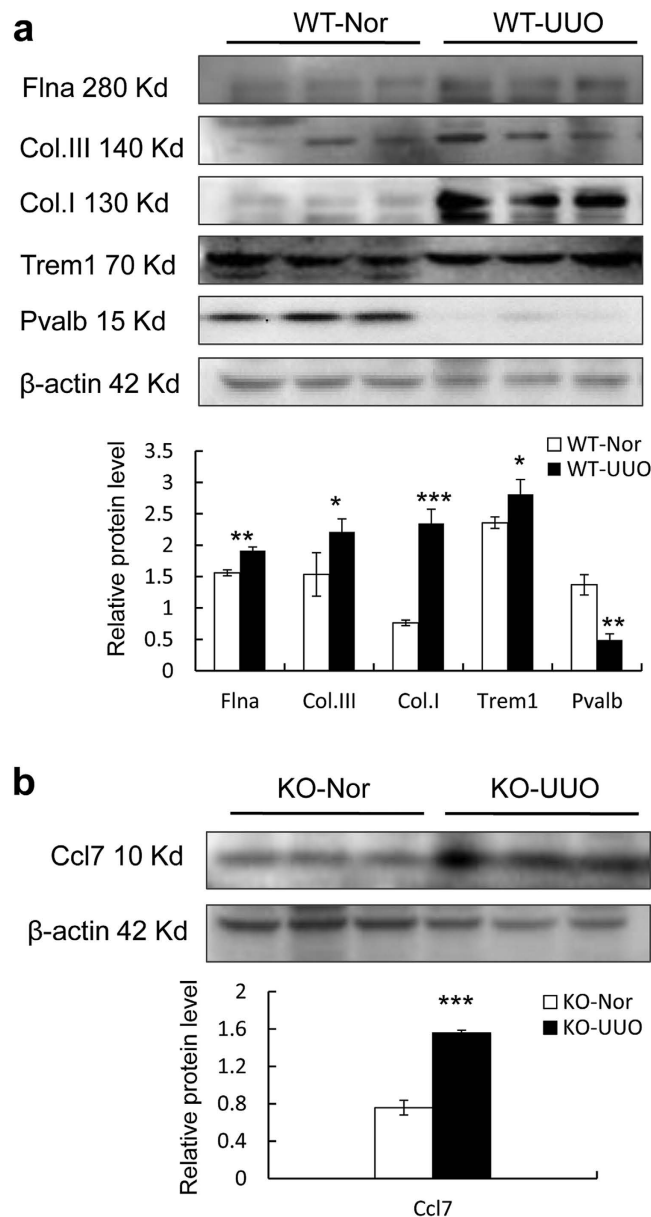 a
WT-Nor WT-UUO
Flna 280 Kd
Col.III 140 Kd
Col.I 130 Kd
Trem1 70 Kd
Pvalb 15 Kd
β-actin 42 Kd
Relative protein level
3.5
3
2.5
2
1.5
1
0.5
0
WT-Nor
WT-UUO
** * *** * **
Flna Col.III Col.I Trem1 Pvalb
b
KO-Nor KO-UUO
Ccl7 10 Kd
β-actin 42 Kd
Relative protein level
2
1.6
1.2
0.8
0.4
0
***
KO-Nor
KO-UUO
Ccl7